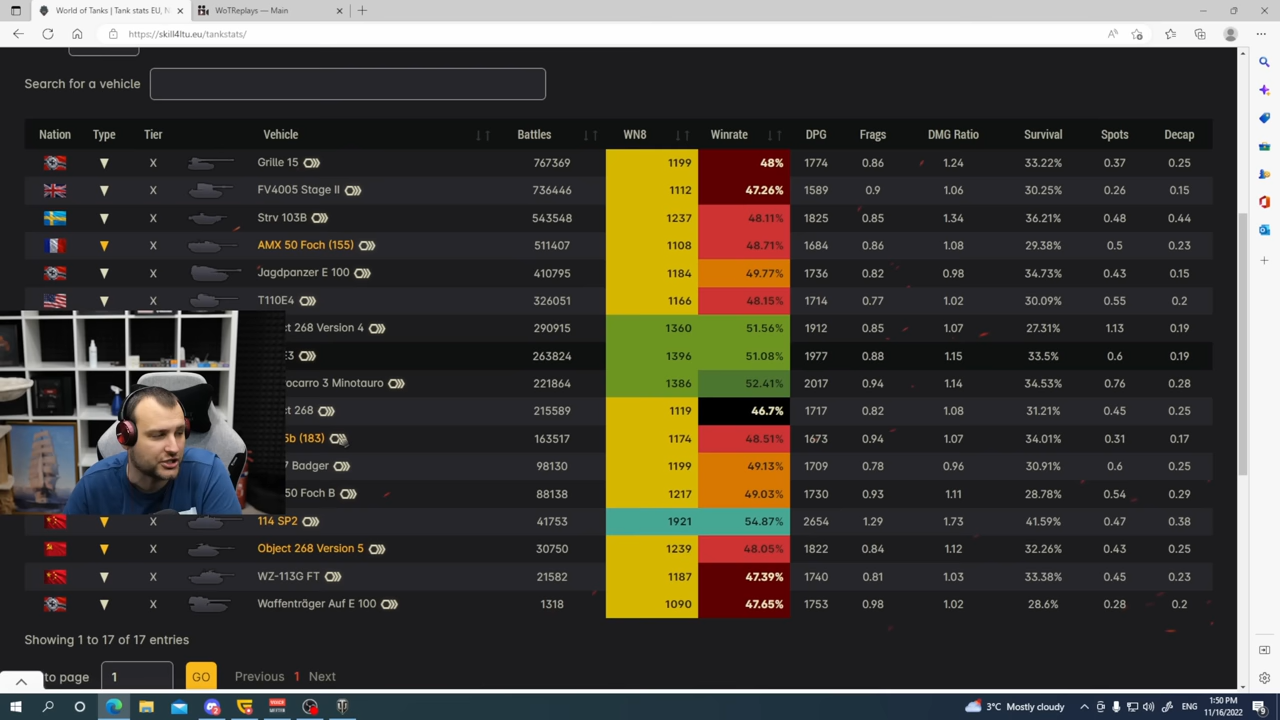 World of Tanks | Tank stats EU, N
WoTReplays — Main
https://skill4ltu.eu/tankstats/
Search for a vehicle
Nation Type Tier Vehicle Battles WN8 Winrate DPG Frags DMG Ratio Survival Spots Decap
X Grille 15 767369 1199 48% 1774 0.86 1.24 33.22% 0.37 0.25
X FV4005 Stage II 736446 1112 47.26% 1589 0.9 1.06 30.25% 0.26 0.15
X Strv 103B 543548 1237 48.11% 1825 0.85 1.34 36.21% 0.48 0.44
X AMX 50 Foch (155) 511407 1108 48.71% 1684 0.86 1.08 29.38% 0.5 0.23
X Jagdpanzer E 100 410795 1184 49.77% 1736 0.82 0.98 34.73% 0.43 0.15
X T110E4 326051 1166 48.15% 1714 0.77 1.02 30.09% 0.55 0.2
268 Version 4 290915 1360 51.56% 1912 0.85 1.07 27.31% 1.13 0.19
263824 1396 51.08% 1977 0.88 1.15 33.5% 0.6 0.19
3 Minotauro 221864 1386 52.41% 2017 0.94 1.14 34.53% 0.76 0.28
268 215589 1119 46.7% 1717 0.82 1.08 31.21% 0.45 0.25
(183) 163517 1174 48.51% 1673 0.94 1.07 34.01% 0.31 0.17
Badger 98130 1199 49.13% 1709 0.78 0.96 30.91% 0.6 0.25
50 Foch B 88138 1217 49.03% 1730 0.93 1.11 28.78% 0.54 0.29
X 114 SP2 41753 1921 54.87% 2654 1.29 1.73 41.59% 0.47 0.38
X Object 268 Version 5 30750 1239 48.05% 1822 0.84 1.12 32.26% 0.43 0.25
X WZ-113G FT 21582 1187 47.39% 1740 0.81 1.03 33.38% 0.45 0.23
X Waffenträger Auf E 100 1318 1090 47.65% 1753 0.98 1.02 28.6% 0.28 0.2
Showing 1 to 17 of 17 entries
to page 1 GO Previous 1 Next
3°C Mostly cloudy ENG 1:50 PM
11/16/2022